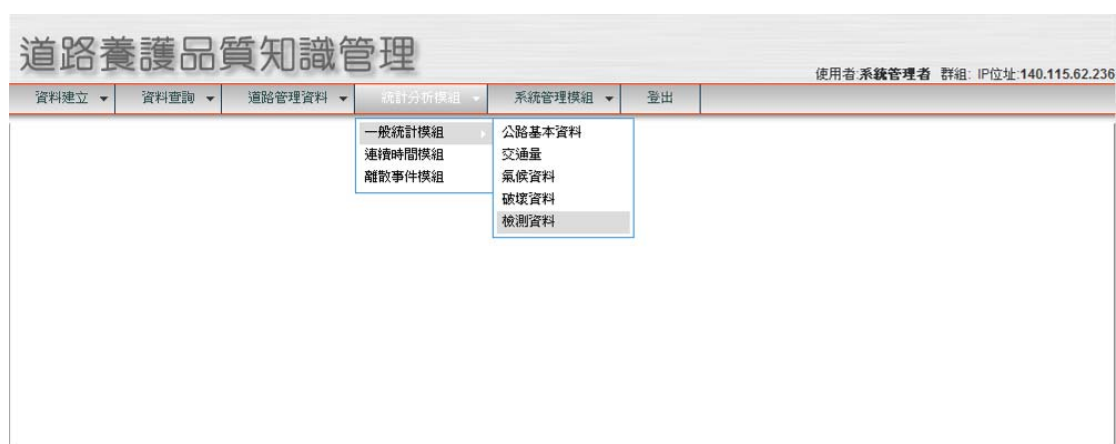 道路養護品質知識管理
使用者:系統管理者 群組: IP位址:140.115.62.236
資料建立 資料查詢 道路管理資料 統計分析模組 系統管理模組 登出
一般統計模組 公路基本資料
連續時間模組 交通量
離散事件模組 氣候資料
破壞資料
檢測資料